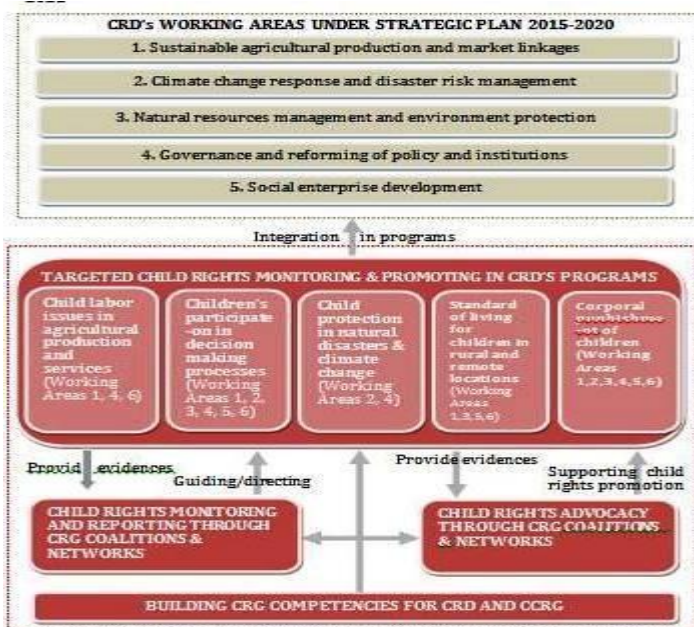 CRD's WORKING AREAS UNDER STRATEGIC PLAN 2015-2020
1. Sustainable agricultural production and market linkages
2. Climate change response and disaster risk management
3. Natural resources management and environment protection
4. Governance and reforming of policy and institutions
5. Social enterprise development
Integration in programs
TARGETED CHILD RIGHTS MONITORING & PROMOTING IN CRD'S PROGRAMS
Child labor
issues in
agricultural
production
and
services
(Working
Areas 1, 4, 6)
Children's
participate
-on in
decision
making
processes
(Working
Areas 1, 2,
3, 4, 5, 6)
Child
protection
in natural
disasters &
climate
change
(Working
Areas 2, 4)
Standard
of living
for
children in
rural and
remote
locations
(Working
Areas
1,3,5,6)
Corporal
children
(Working
Areas
1,2,3,4,5,6)
Provid evidences
Guiding/directing
Provide evidences
Supporting child
rights promotion
CHILD RIGHTS MONITORING
AND REPORTING THROUGH
CRG COALITIONS &
NETWORKS
CHILD RIGHTS ADVOCACY
THROUGH CRG COALITIONS
& NETWORKS
BUILDING CRG COMPETENCIES FOR CRD AND CCRG